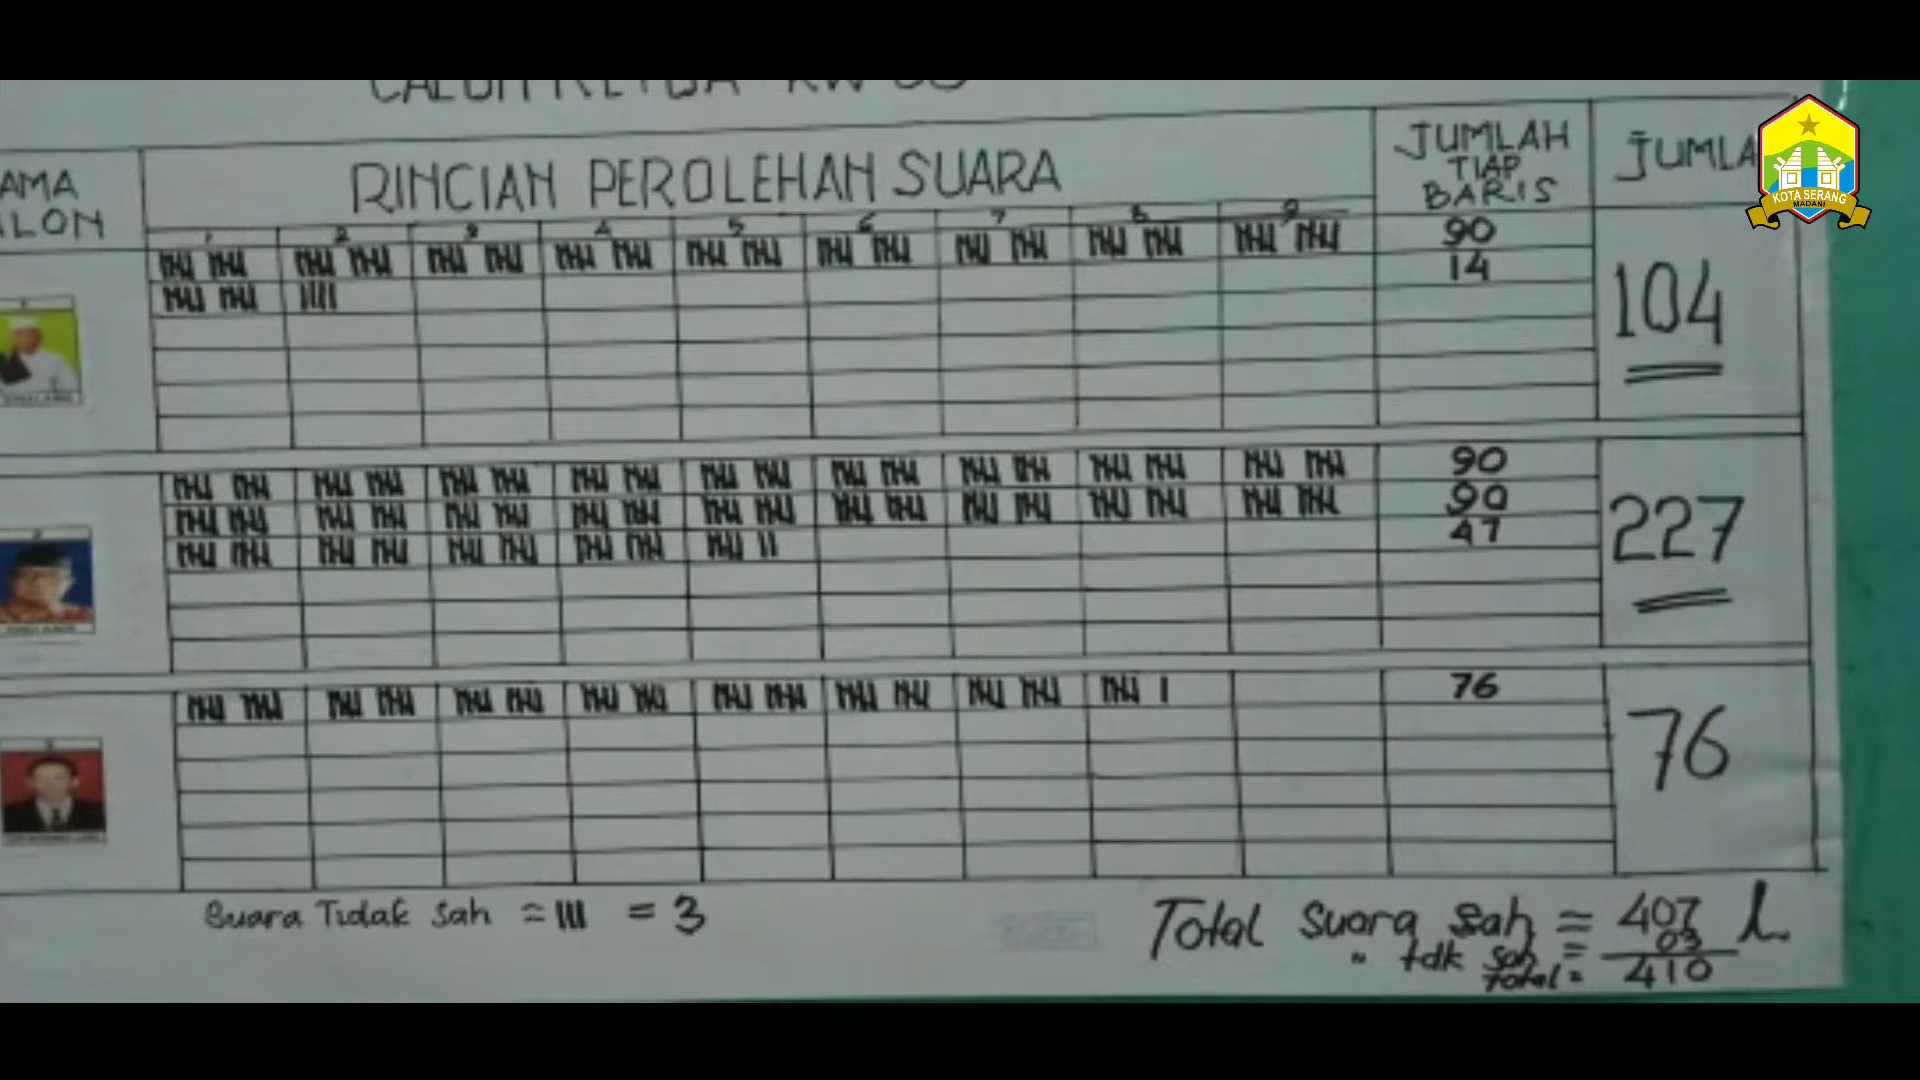 RINCIAN PEROLEHAN SUARA
JUMLAH
TIAP
BARIS
JUMLA
AMA
ALON
1 2 3 4 5 6 7 8 9
90
14
104
90
90
47
227
76
76
Suara Tidak Sah = III = 3
Total Suara Sah = 407
" tdk sah = 03
total = 410
KOTA SERANG
MADANI